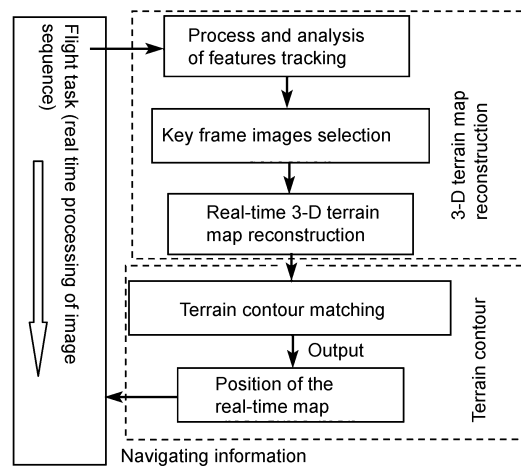 Flight task (real time processing of image
sequence)
Process and analysis
of features tracking
Key frame images selection
Real-time 3-D terrain
map reconstruction
3-D terrain map
reconstruction
Terrain contour matching
Output
Position of the
real-time map
Terrain contour
Navigating information